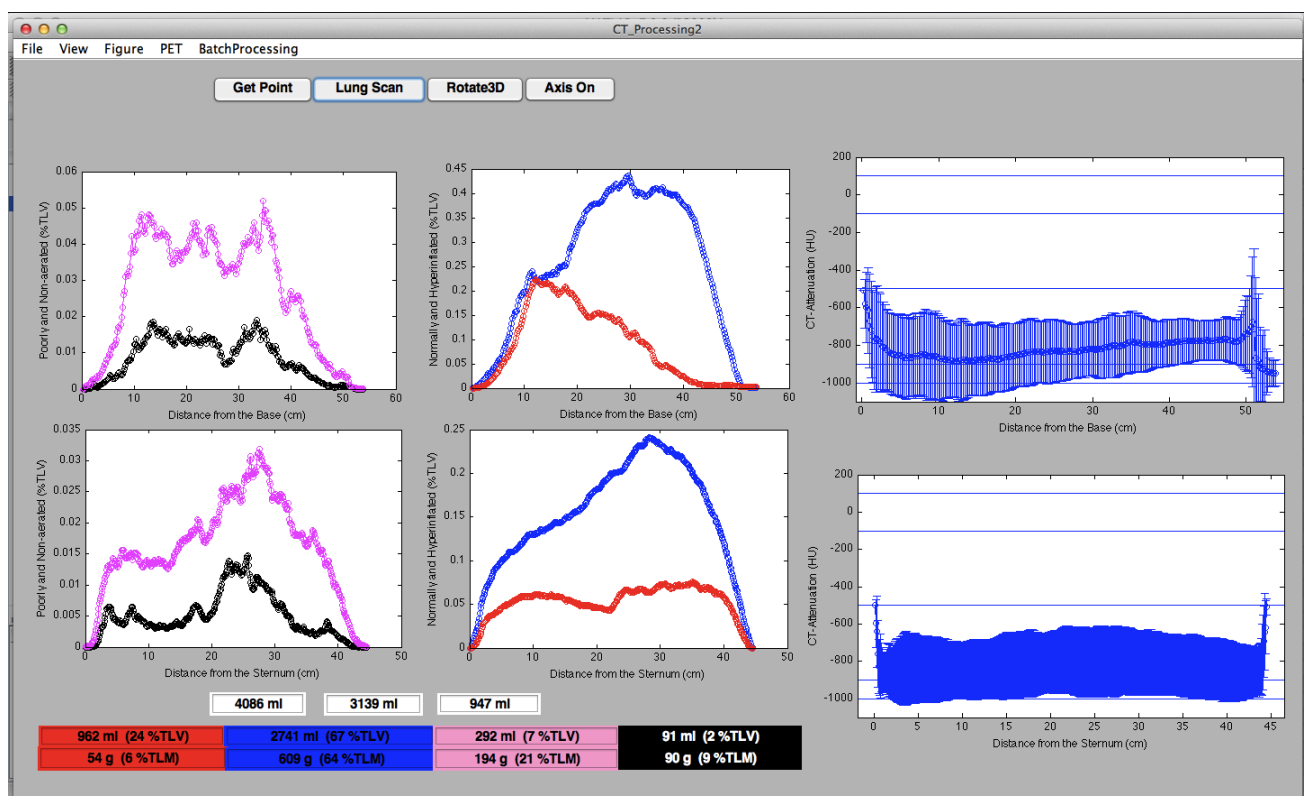 CT_Processing2
File View Figure PET BatchProcessing
Get Point Lung Scan Rotate3D Axis On
Poorly and Non-aerated (%TLV)
0.06
0.05
0.04
0.03
0.02
0.01
0
0 10 20 30 40 50 60
Distance from the Base (cm)
Normally and Hyperinflated (%TLV)
0.45
0.4
0.35
0.3
0.25
0.2
0.15
0.1
0.05
0
0 10 20 30 40 50 60
Distance from the Base (cm)
CT-Attenuation (HU)
200
0
-200
-400
-600
-800
-1000
0 10 20 30 40 50
Distance from the Base (cm)
Poorly and Non-aerated (%TLV)
0.035
0.03
0.025
0.02
0.015
0.01
0.005
0
0 10 20 30 40 50
Distance from the Sternum (cm)
Normally and Hyperinflated (%TLV)
0.25
0.2
0.15
0.1
0.05
0
0 10 20 30 40 50
Distance from the Sternum (cm)
CT-Attenuation (HU)
200
0
-200
-400
-600
-800
-1000
0 5 10 15 20 25 30 35 40 45
Distance from the Sternum (cm)
4086 ml 3139 ml 947 ml
962 ml (24 %TLV) 2741 ml (67 %TLV) 292 ml (7 %TLV) 91 ml (2 %TLV)
54 g (6 %TLM) 609 g (64 %TLM) 194 g (21 %TLM) 90 g (9 %TLM)